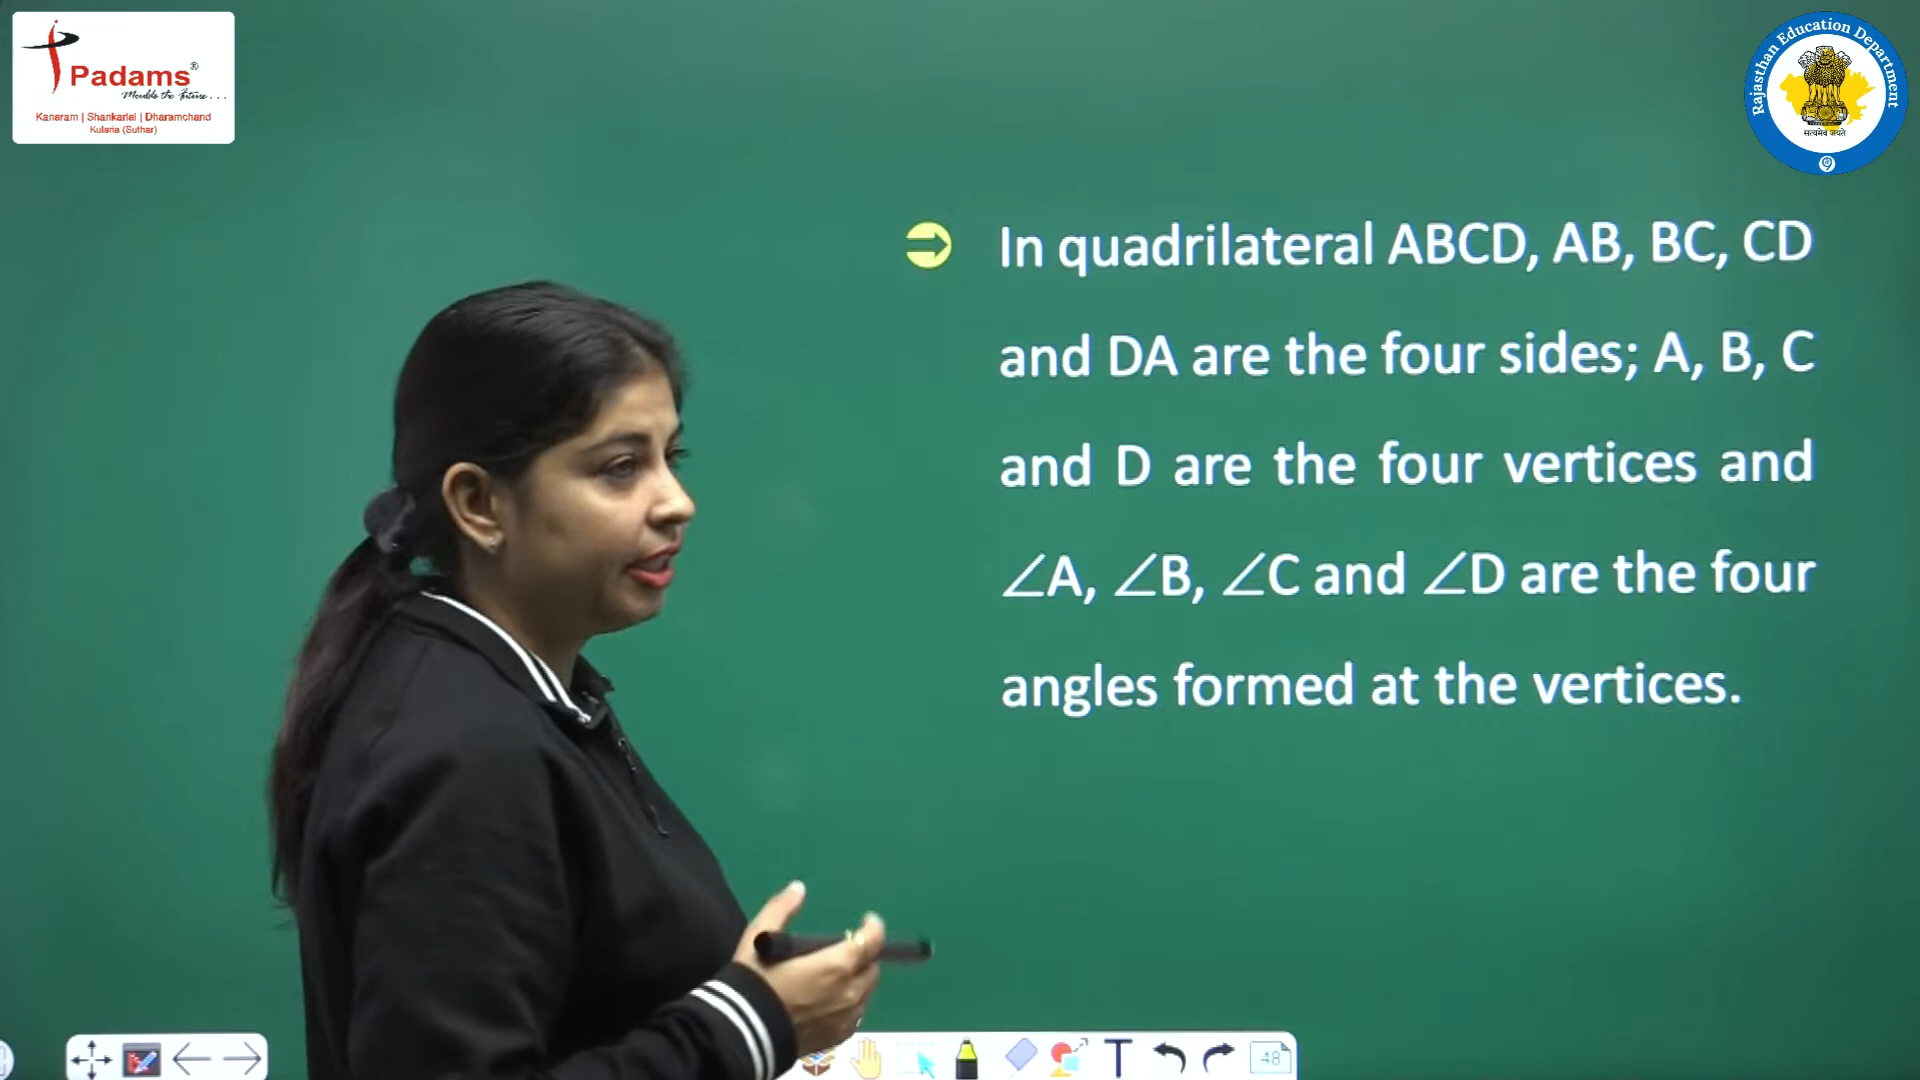 Padams®
Moulds the Future...
Kanaram | Shankarlal | Dharamchand
Kularia (Suthar)
Rajasthan Education Department
सत्यमेव जयते
In quadrilateral ABCD, AB, BC, CD
and DA are the four sides; A, B, C
and D are the four vertices and
∠A, ∠B, ∠C and ∠D are the four
angles formed at the vertices.
T
48